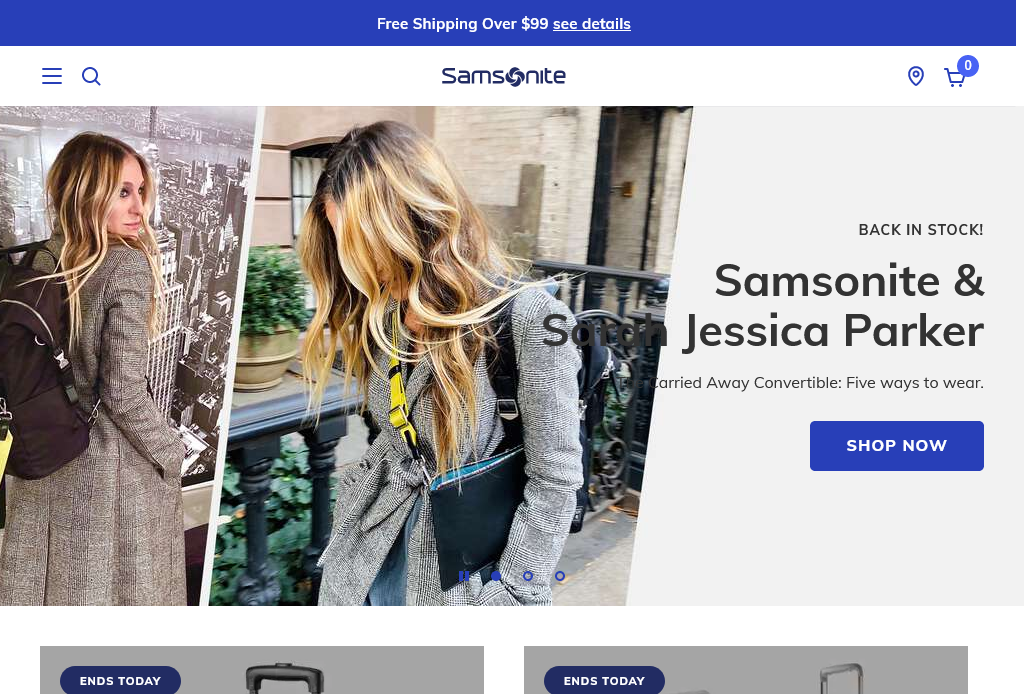 Free Shipping Over $99 see details
Samsonite
0
BACK IN STOCK!
Samsonite &
Sarah Jessica Parker
Carried Away Convertible: Five ways to wear.
SHOP NOW
ENDS TODAY
ENDS TODAY